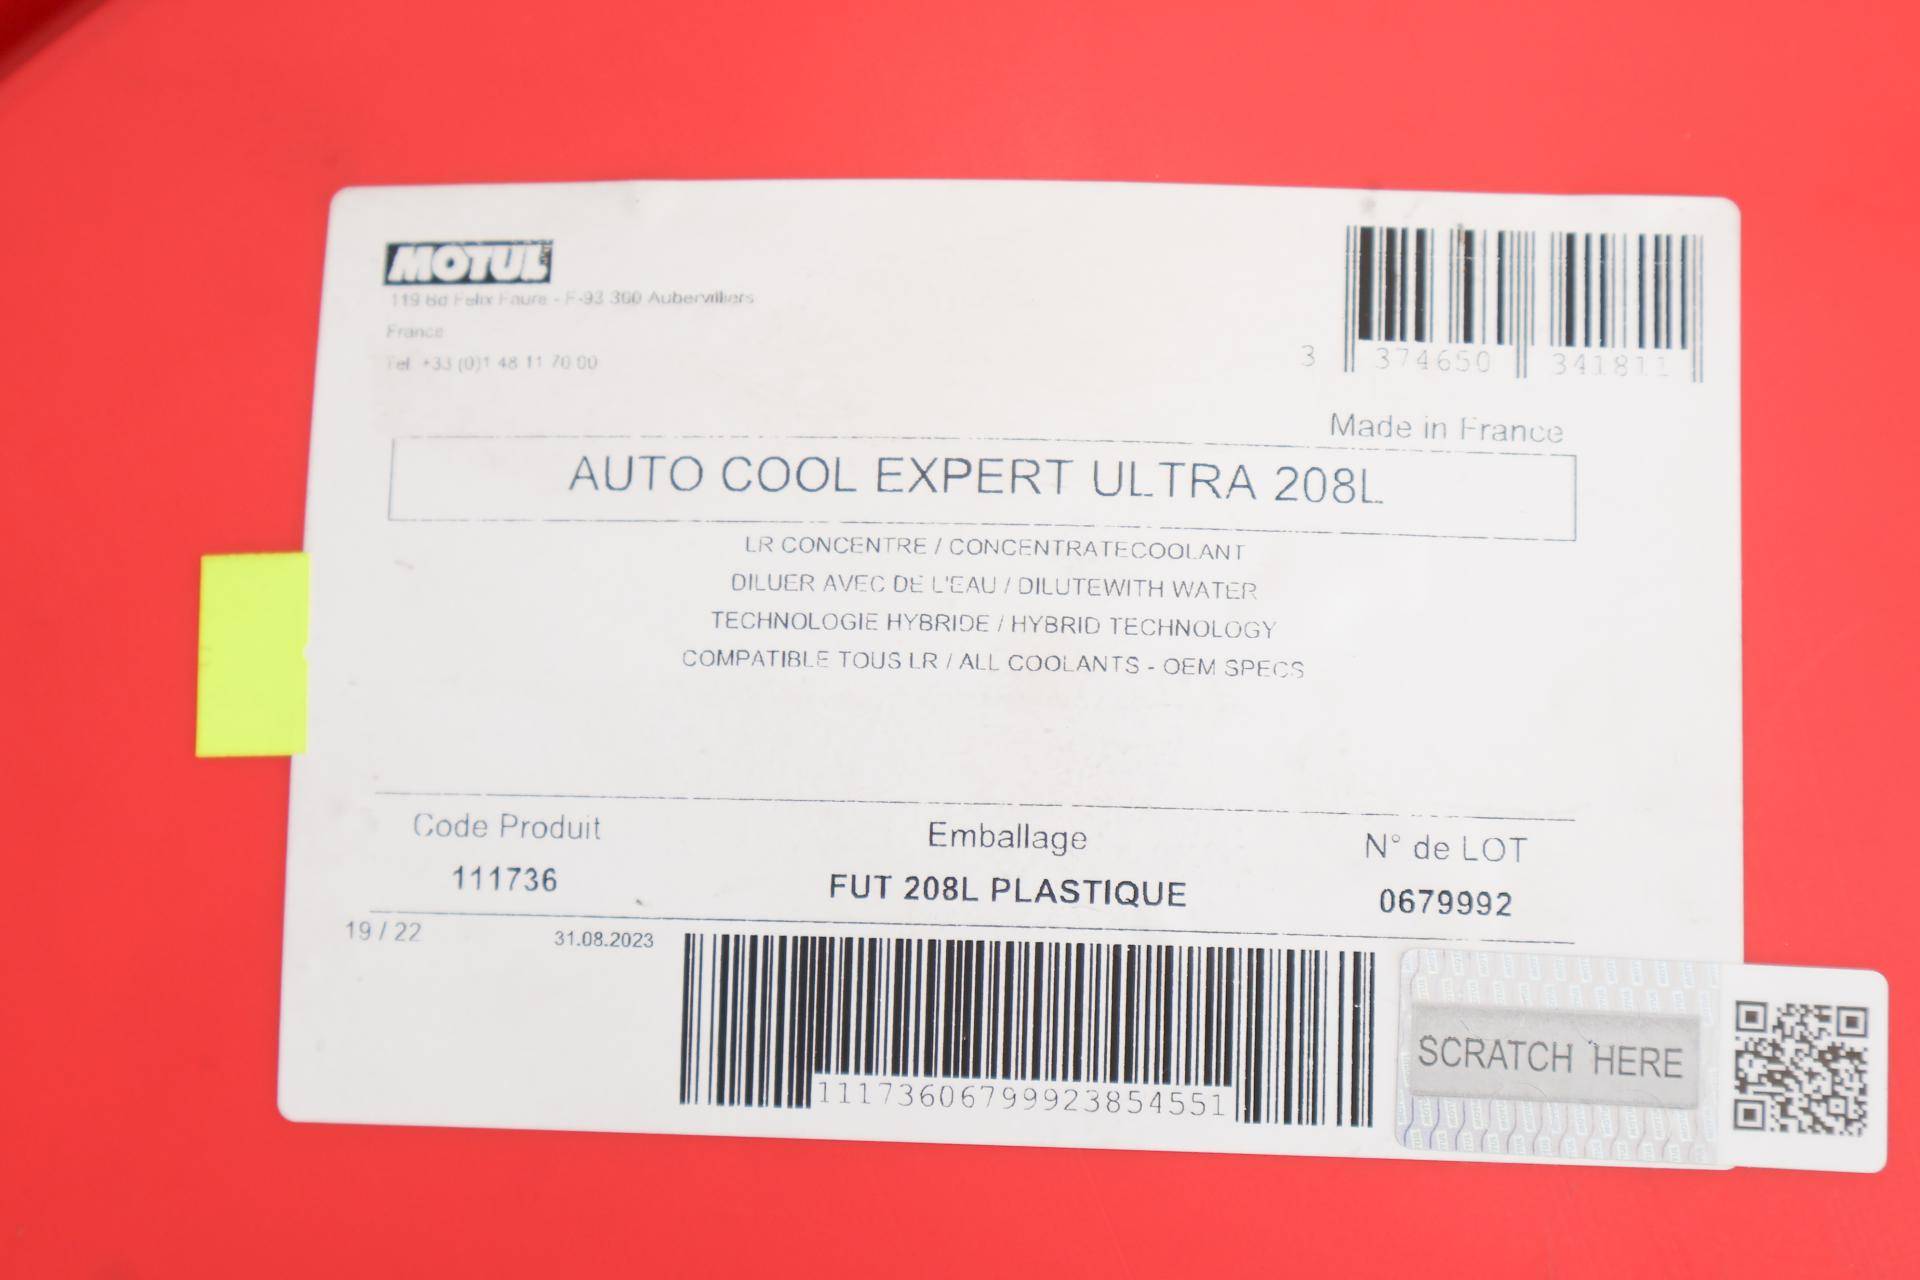 MOTUL
119 Bd Felix Faure - F-93 300 Aubervilliers
France
Tel. +33 (0)1 48 11 70 00
3 374650 341811
Made in France
AUTO COOL EXPERT ULTRA 208L
LR CONCENTRE / CONCENTRATECOOLANT
DILUER AVEC DE L'EAU / DILUTEWITH WATER
TECHNOLOGIE HYBRIDE / HYBRID TECHNOLOGY
COMPATIBLE TOUS LR / ALL COOLANTS - OEM SPECS
Code Produit Emballage N° de LOT
111736 FUT 208L PLASTIQUE 0679992
19 / 22 31.08.2023
11173606799923854551
SCRATCH HERE